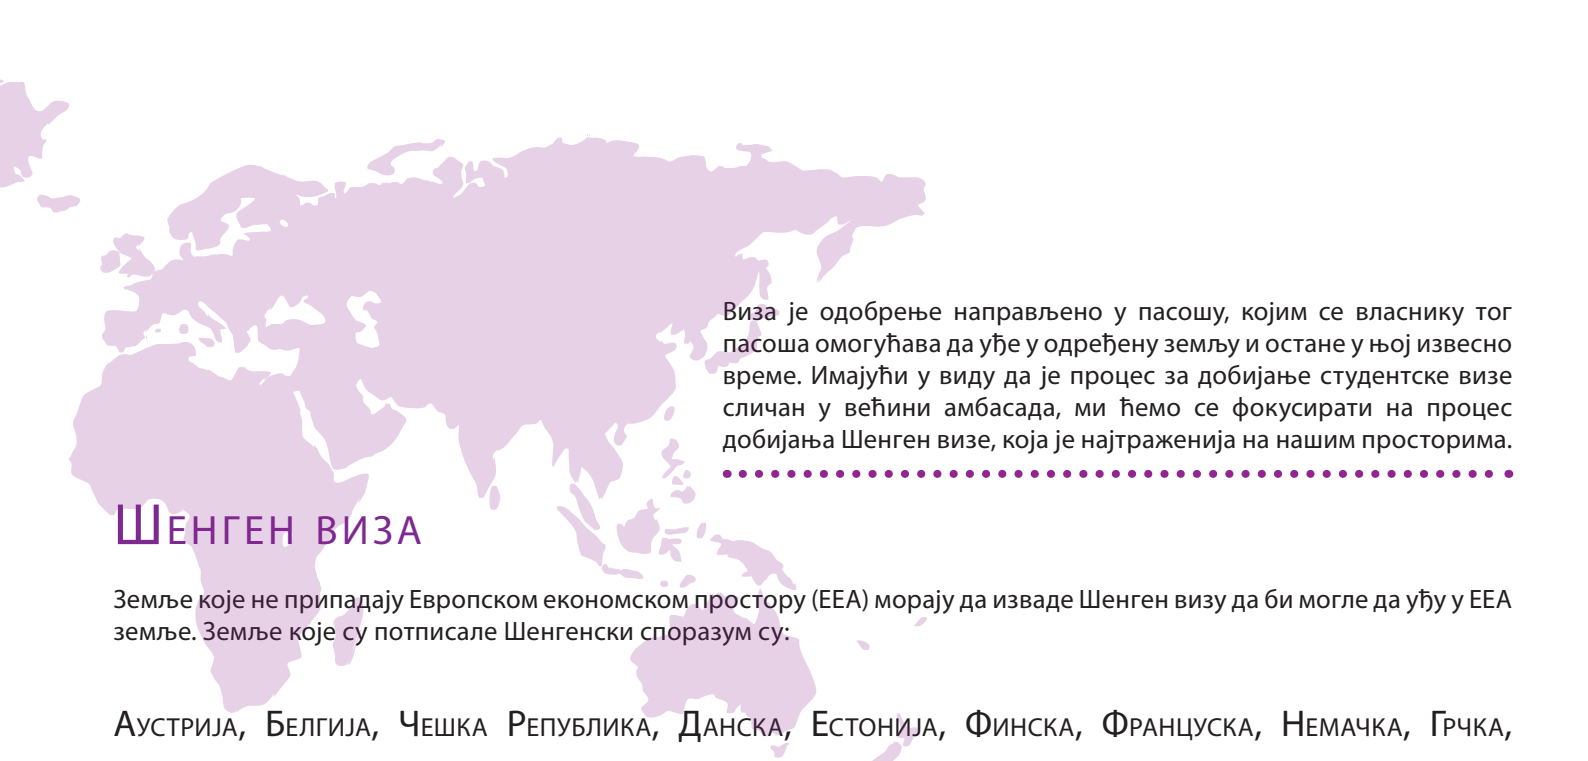 Виза је одобрење направљено у пасошу, којим се власнику тог
пасоша омогућава да уђе у одређену земљу и остане у њој извесно
време. Имајући у виду да је процес за добијање студентске визе
сличан у већини амбасада, ми ћемо се фокусирати на процес
добијања Шенген визе, која је најтраженија на нашим просторима.
Шенген виза
Земље које не припадају Европском економском простору (ЕЕА) морају да изваде Шенген визу да би могле да уђу у ЕЕА
земље. Земље које су потписале Шенгенски споразум су:
Аустрија, Белгија, Чешка Република, Данска, Естонија, Финска, Француска, Немачка, Грчка,